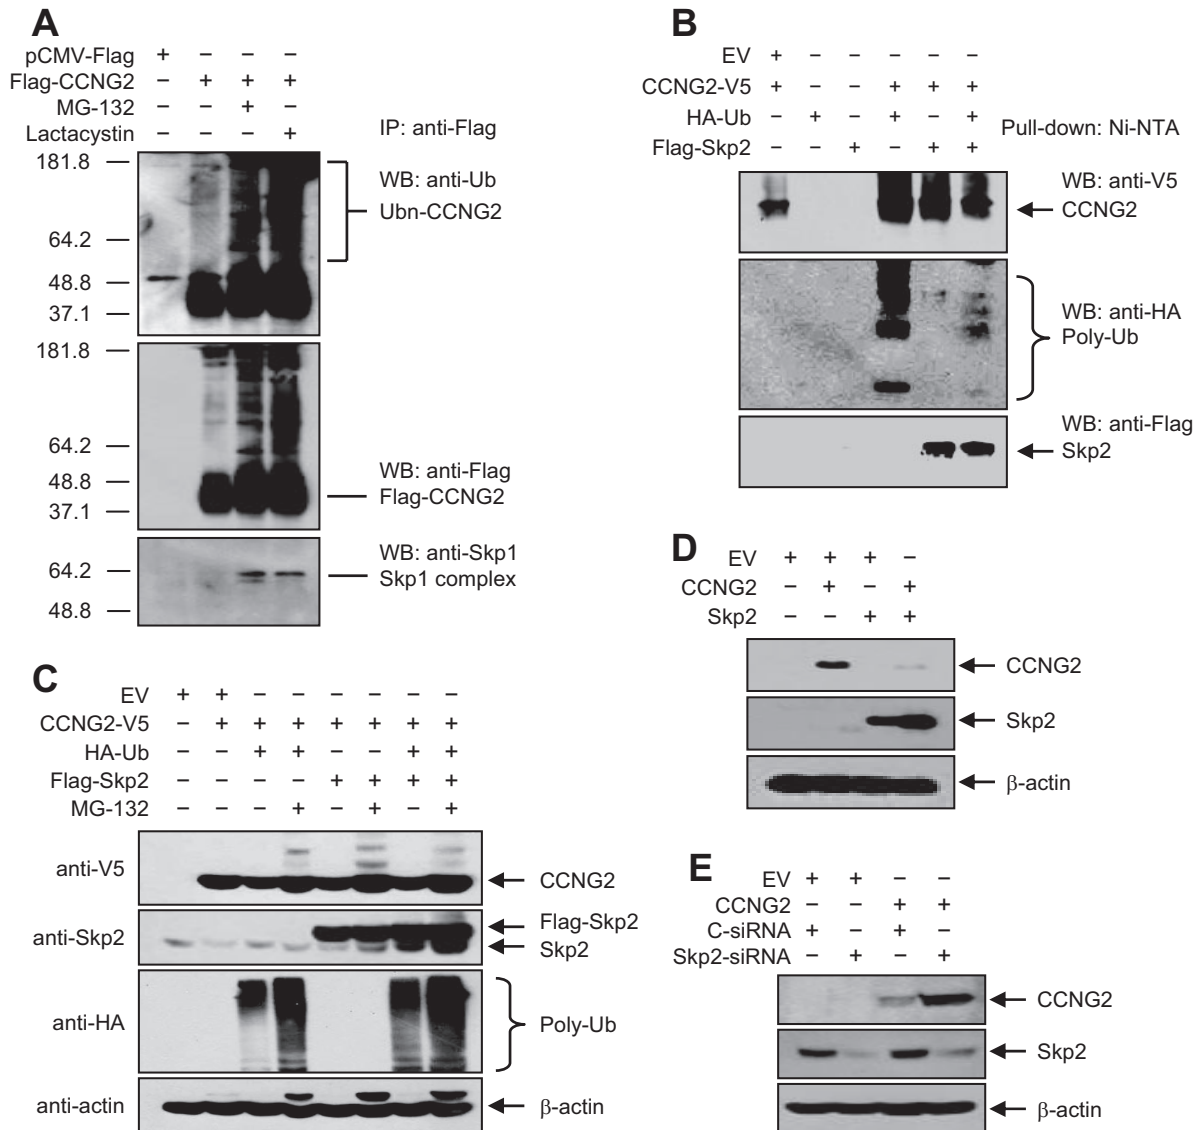 A
pCMV-Flag + − − −
Flag-CCNG2 − + + +
MG-132 − − + −
Lactacystin − − − +
IP: anti-Flag
181.8
64.2
48.8
37.1
WB: anti-Ub
Ubn-CCNG2
181.8
64.2
48.8
37.1
WB: anti-Flag
Flag-CCNG2
64.2
48.8
WB: anti-Skp1
Skp1 complex
B
EV + − − − − −
CCNG2-V5 + − − + + +
HA-Ub − + − + − +
Flag-Skp2 − − + − + +
Pull-down: Ni-NTA
WB: anti-V5
CCNG2
WB: anti-HA
Poly-Ub
WB: anti-Flag
Skp2
C
EV + + − − − − − −
CCNG2-V5 − + + + + + + +
HA-Ub − − + + − − + +
Flag-Skp2 − − − − + + + +
MG-132 − − − + − + − +
anti-V5
CCNG2
anti-Skp2
Flag-Skp2
Skp2
anti-HA
Poly-Ub
anti-actin
β-actin
D
EV + + + −
CCNG2 − + − +
Skp2 − − + +
CCNG2
Skp2
β-actin
E
EV + + − −
CCNG2 − − + +
C-siRNA + − + −
Skp2-siRNA − + − +
CCNG2
Skp2
β-actin